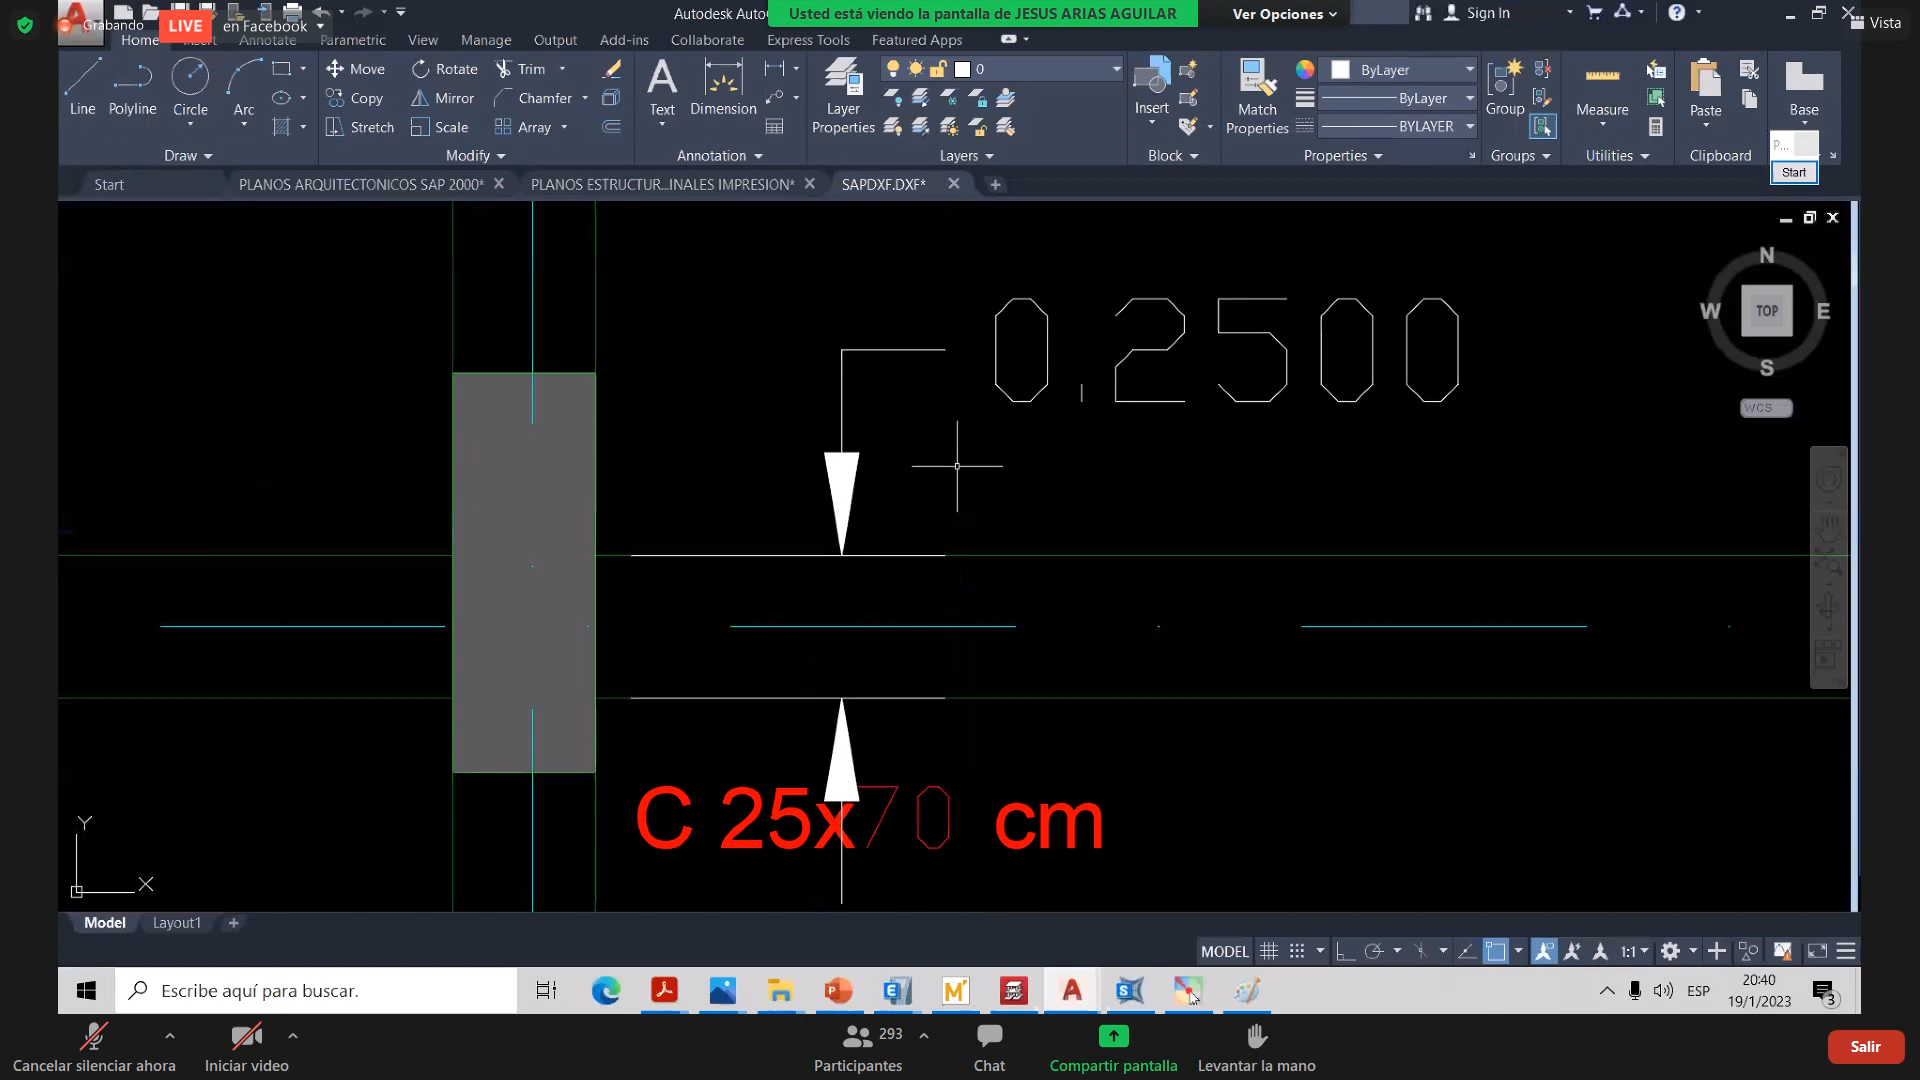 Grabando LIVE en Facebook
Autodesk Auto
Usted está viendo la pantalla de JESUS ARIAS AGUILAR
Ver Opciones
Sign In
Vista
Home Insert Annotate Parametric View Manage Output Add-ins Collaborate Express Tools Featured Apps
Line Polyline Circle Arc
Move Rotate Trim
Copy Mirror Chamfer
Stretch Scale Array
Text Dimension
Layer Properties
0
Insert
Match Properties
ByLayer
ByLayer
BYLAYER
Group
Measure
Paste
Base
Draw Modify Annotation Layers Block Properties Groups Utilities Clipboard
P...
Start
Start PLANOS ARQUITECTONICOS SAP 2000* PLANOS ESTRUCTUR...INALES IMPRESION* SAPDXF.DXF*
N
W TOP E
S
WCS
0,2500
C 25x70 cm
Y
X
Model Layout1
MODEL 1:1
Escribe aquí para buscar.
ESP
20:40
19/1/2023
3
Cancelar silenciar ahora
Iniciar video
293
Participantes
Chat
Compartir pantalla
Levantar la mano
Salir